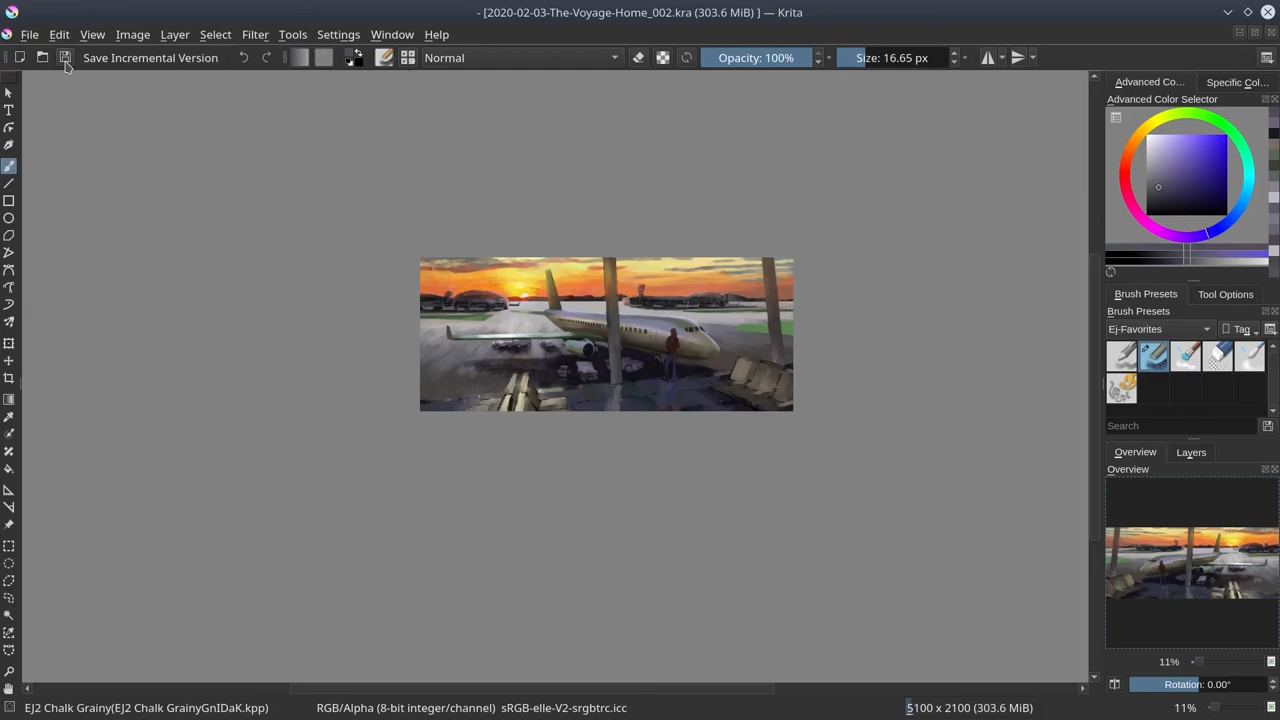 - [2020-02-03-The-Voyage-Home_002.kra (303.6 MiB) ] — Krita
File Edit View Image Layer Select Filter Tools Settings Window Help
Save Incremental Version Normal Opacity: 100% Size: 16.65 px
Advanced Co... Specific Col...
Advanced Color Selector
Brush Presets Tool Options
Brush Presets
Ej-Favorites Tag
Search
Overview Layers
Overview
11%
Rotation: 0.00°
EJ2 Chalk Grainy(EJ2 Chalk GrainyGnIDaK.kpp) RGB/Alpha (8-bit integer/channel) sRGB-elle-V2-srgbtrc.icc 5100 x 2100 (303.6 MiB) 11%